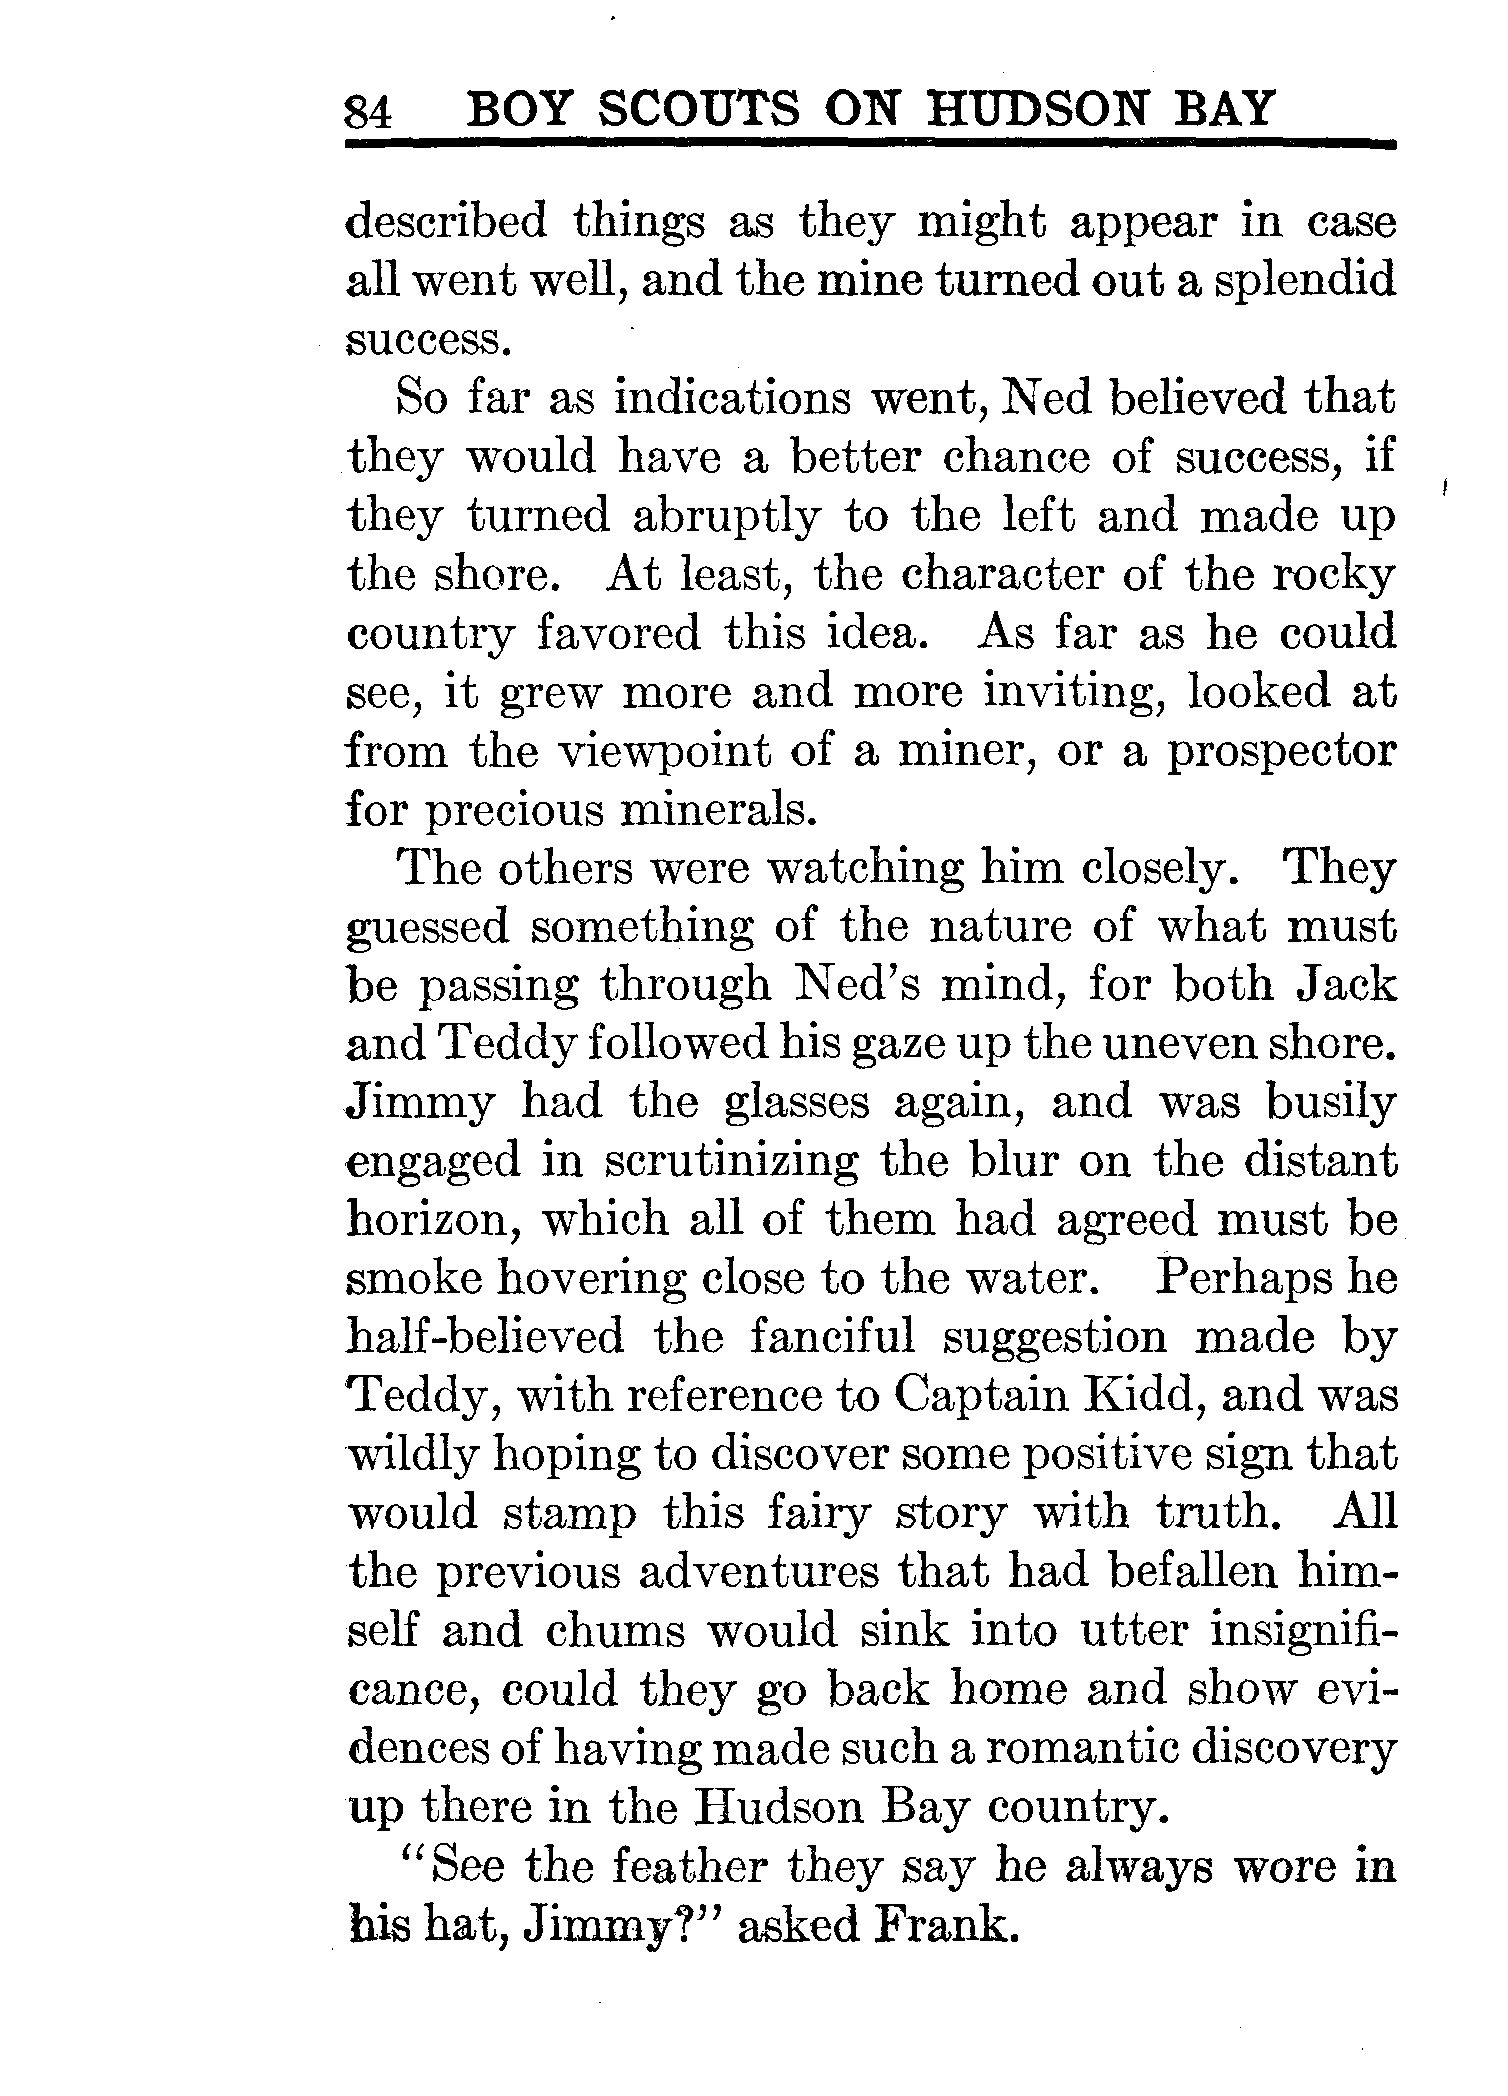 84 BOY SCOUTS ON HUDSON BAY
described things as they might appear in case
all went well, and the mine turned out a splendid
success.
So far as indications went, Ned believed that
they would have a better chance of success, if
they turned abruptly to the left and made up
the shore. At least, the character of the rocky
country favored this idea. As far as he could
see, it grew more and more inviting, looked at
from the viewpoint of a miner, or a prospector
for precious minerals.
The others were watching him closely. They
guessed something of the nature of what must
be passing through Ned's mind, for both Jack
and Teddy followed his gaze up the uneven shore.
Jimmy had the glasses again, and was busily
engaged in scrutinizing the blur on the distant
horizon, which all of them had agreed must be
smoke hovering close to the water. Perhaps he
half-believed the fanciful suggestion made by
Teddy, with reference to Captain Kidd, and was
wildly hoping to discover some positive sign that
would stamp this fairy story with truth. All
the previous adventures that had befallen him-
self and chums would sink into utter insignifi-
cance, could they go back home and show evi-
dences of having made such a romantic discovery
up there in the Hudson Bay country.
"See the feather they say he always wore in
his hat, Jimmy?" asked Frank.